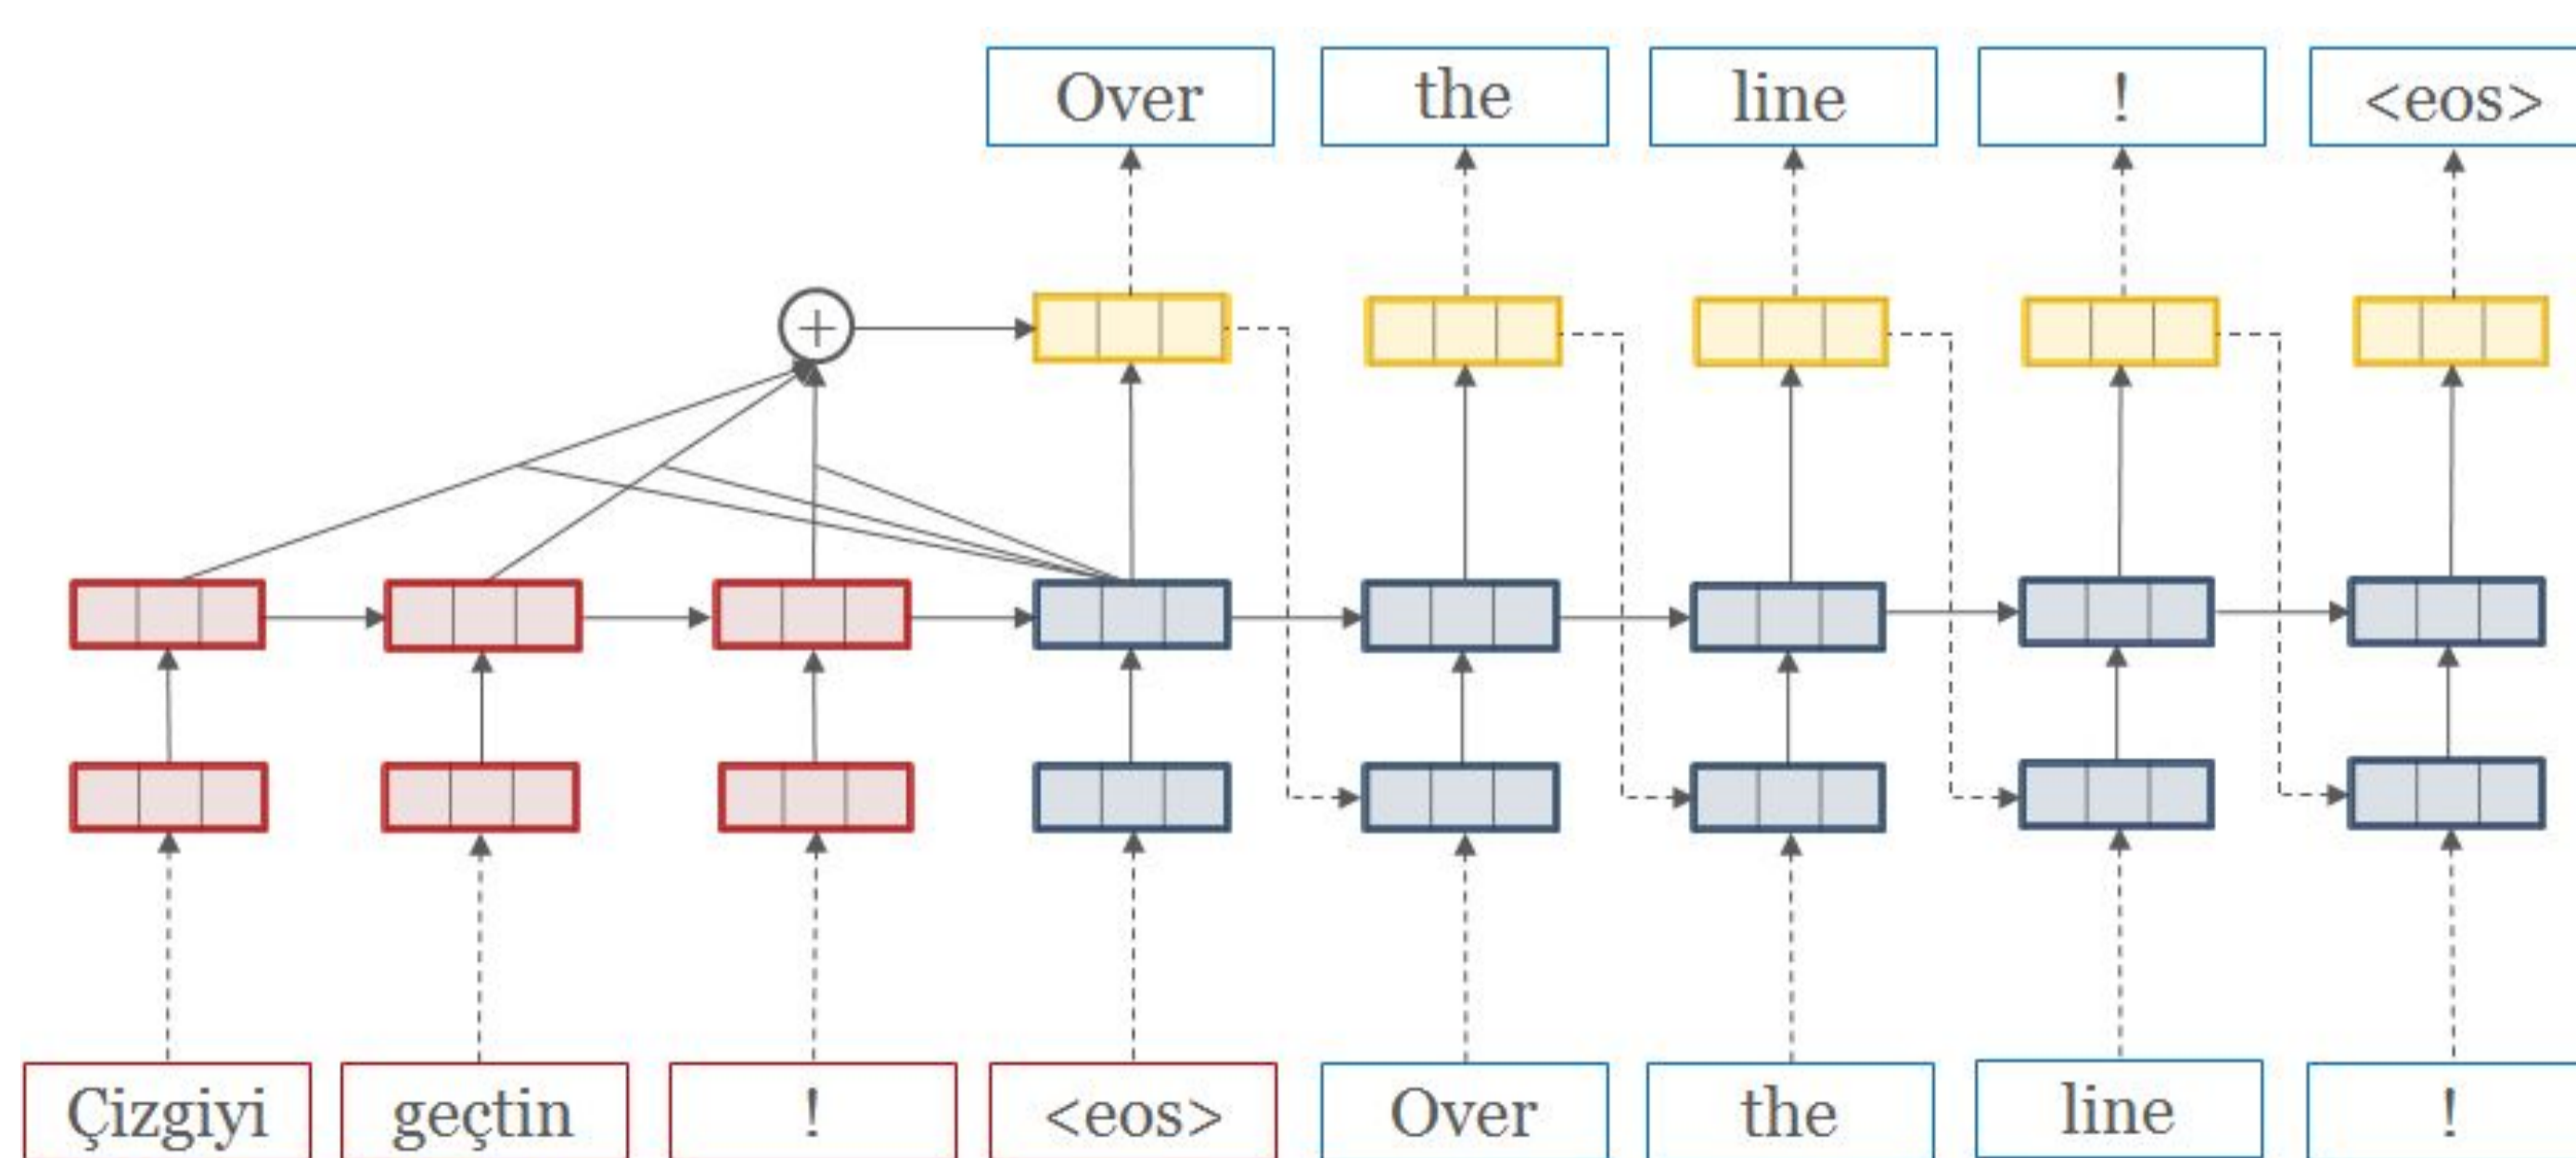 Over the line ! <eos>
+
Çizgiyi geçtin ! <eos> Over the line !